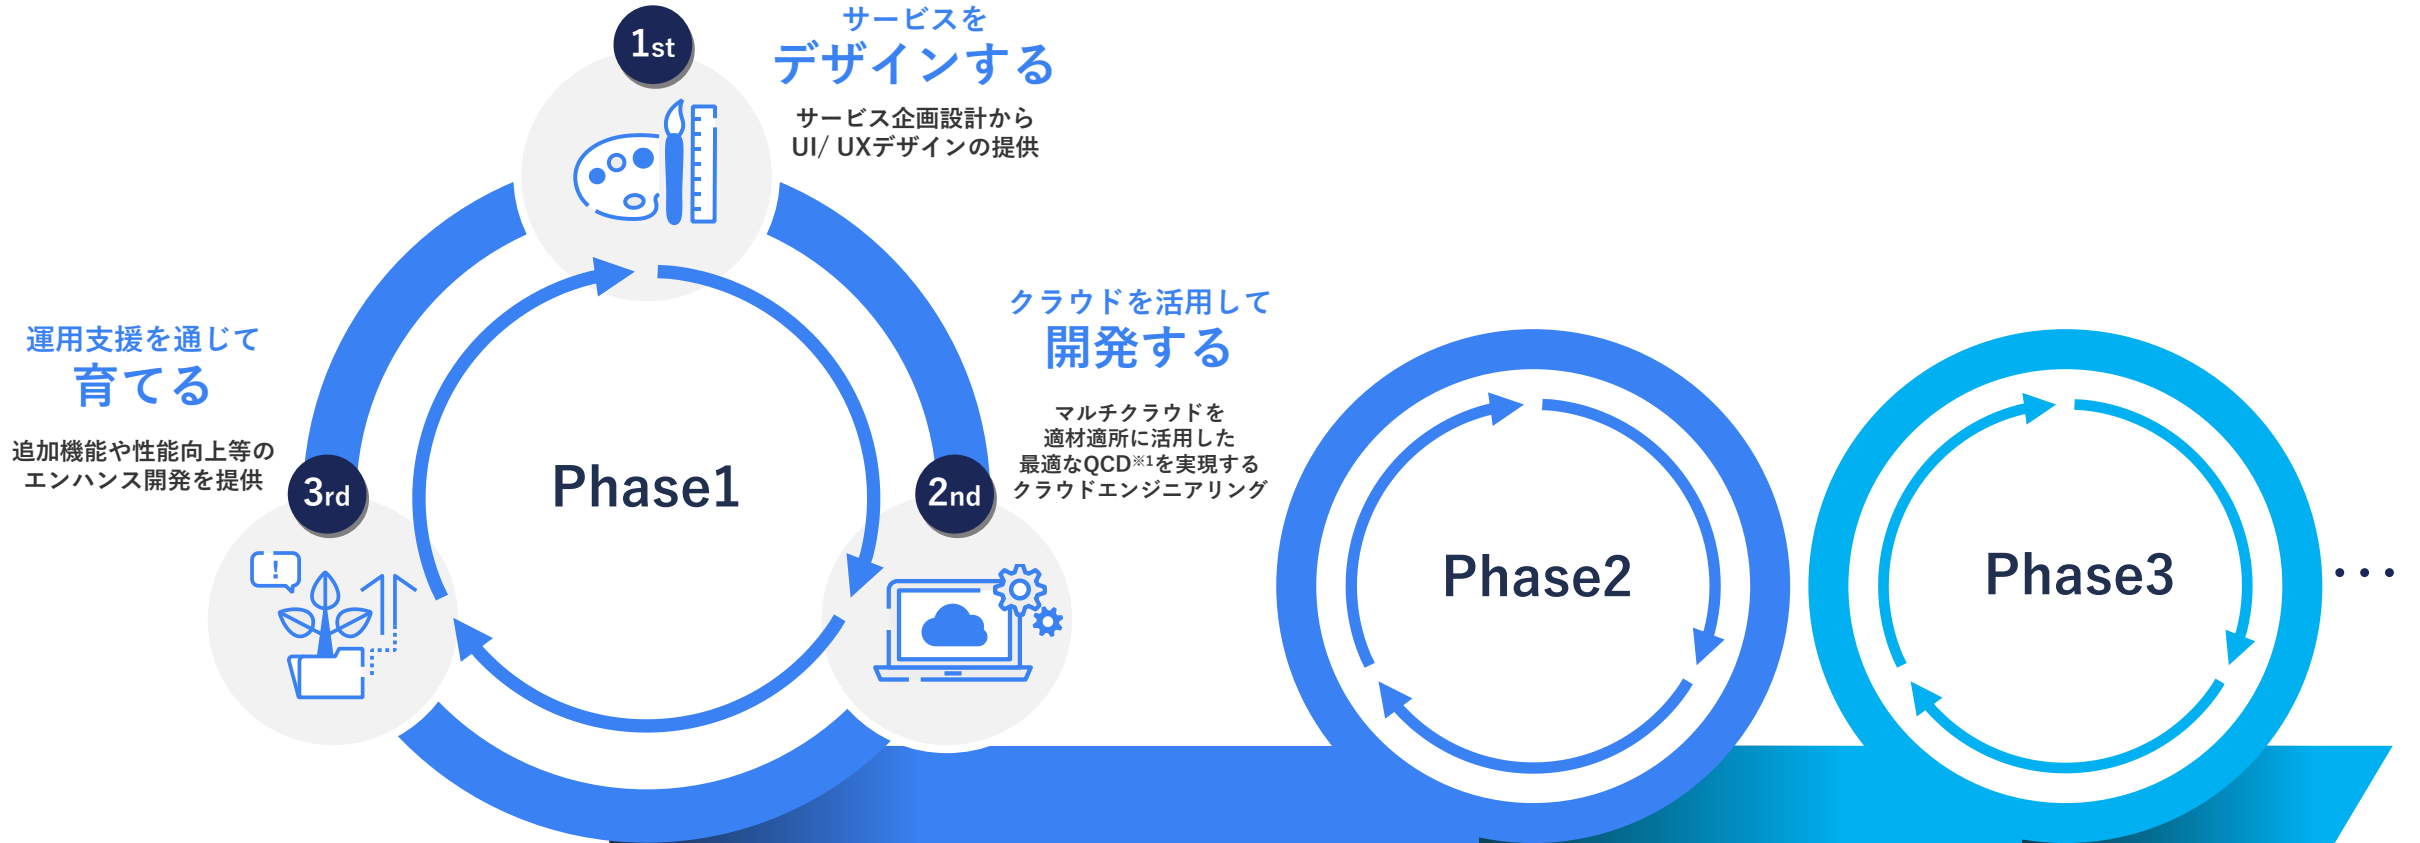 1st
サービスを
デザインする
サービス企画設計から
UI/ UXデザインの提供
クラウドを活用して
開発する
マルチクラウドを
適材適所に活用した
最適なQCD※1を実現する
クラウドエンジニアリング
2nd
運用支援を通じて
育てる
追加機能や性能向上等の
エンハンス開発を提供
3rd
!
Phase1
Phase2
Phase3
・・・